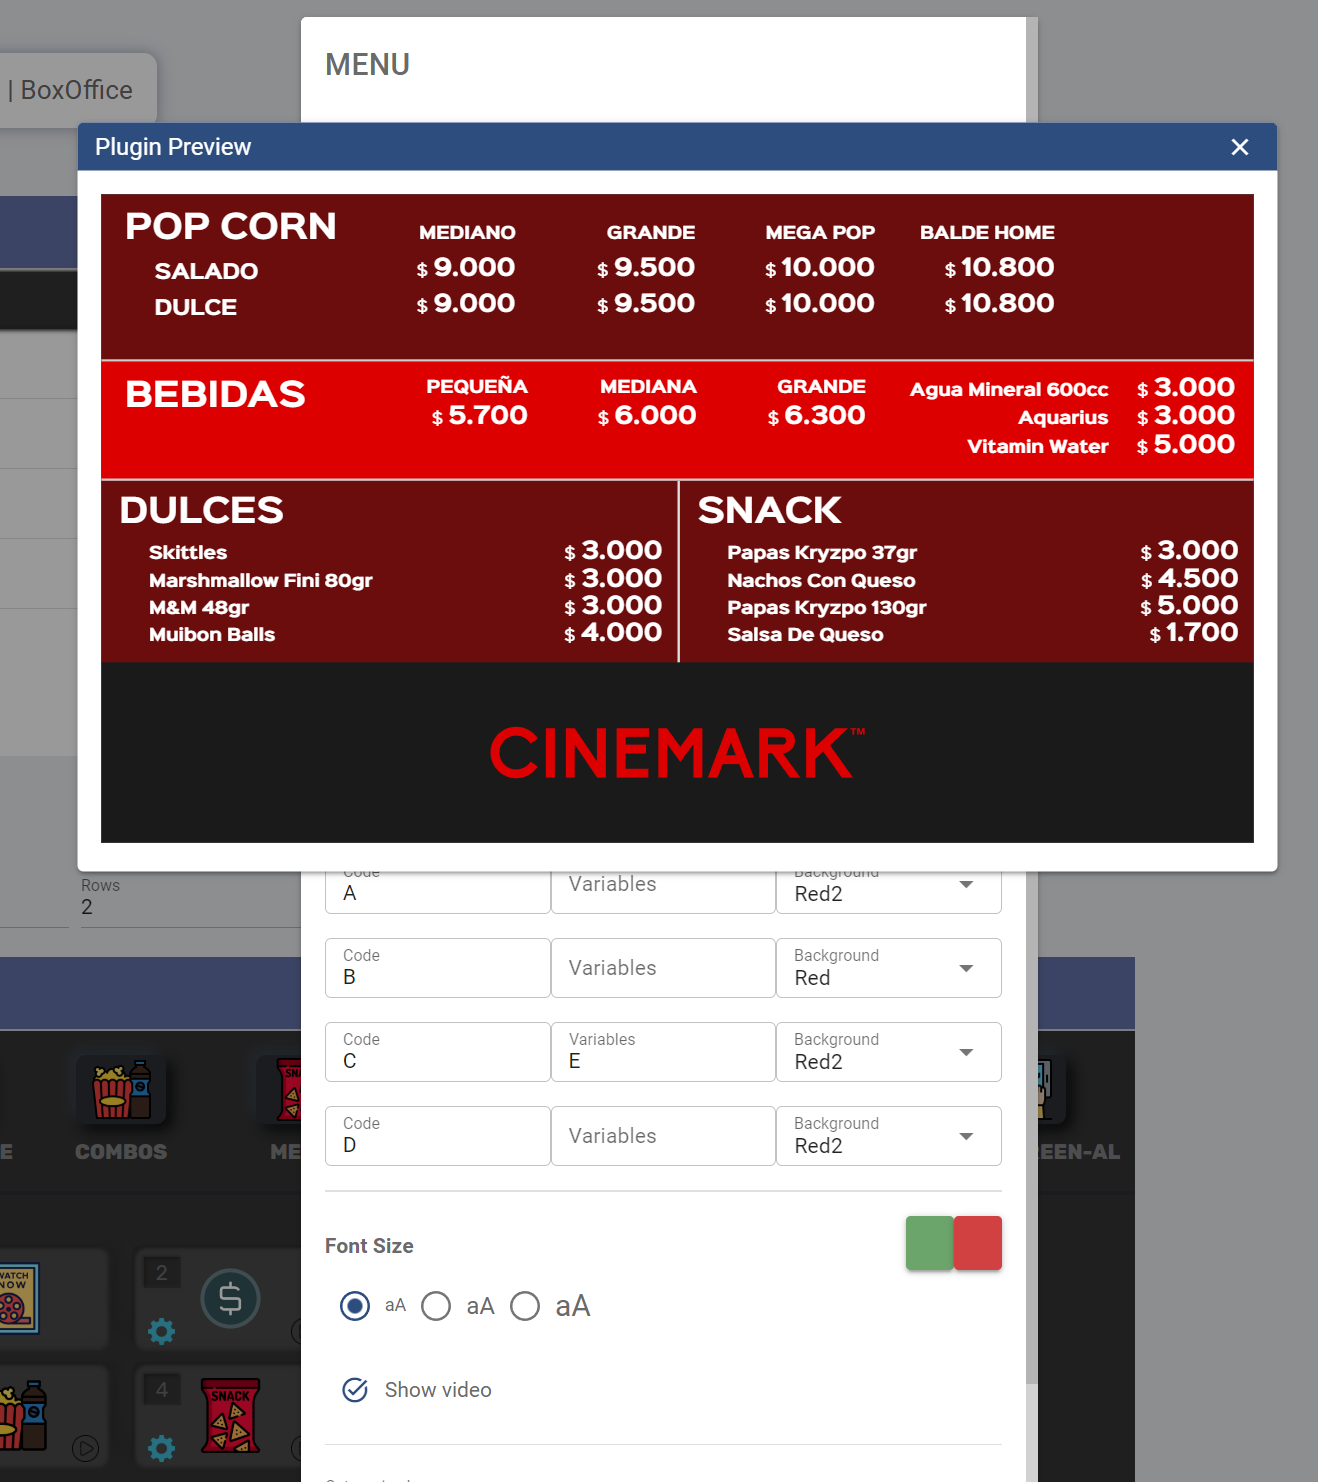 MENU
| BoxOffice
Plugin Preview
POP CORN MEDIANO GRANDE MEGA POP BALDE HOME
SALADO $ 9.000 $ 9.500 $ 10.000 $ 10.800
DULCE $ 9.000 $ 9.500 $ 10.000 $ 10.800
BEBIDAS PEQUEÑA MEDIANA GRANDE
$ 5.700 $ 6.000 $ 6.300
Agua Mineral 600cc $ 3.000
Aquarius $ 3.000
Vitamin Water $ 5.000
DULCES
Skittles $ 3.000
Marshmallow Fini 80gr $ 3.000
M&M 48gr $ 3.000
Muibon Balls $ 4.000
SNACK
Papas Kryzpo 37gr $ 3.000
Nachos Con Queso $ 4.500
Papas Kryzpo 130gr $ 5.000
Salsa De Queso $ 1.700
CINEMARK™
Rows
2
Code Variables Background
A Red2
Code Variables Background
B Red
Code Variables Background
C E Red2
Code Variables Background
D Red2
E COMBOS ME REEN-AL
Font Size
aA aA aA
Show video
WATCH
NOW
2
$
4
SNACK